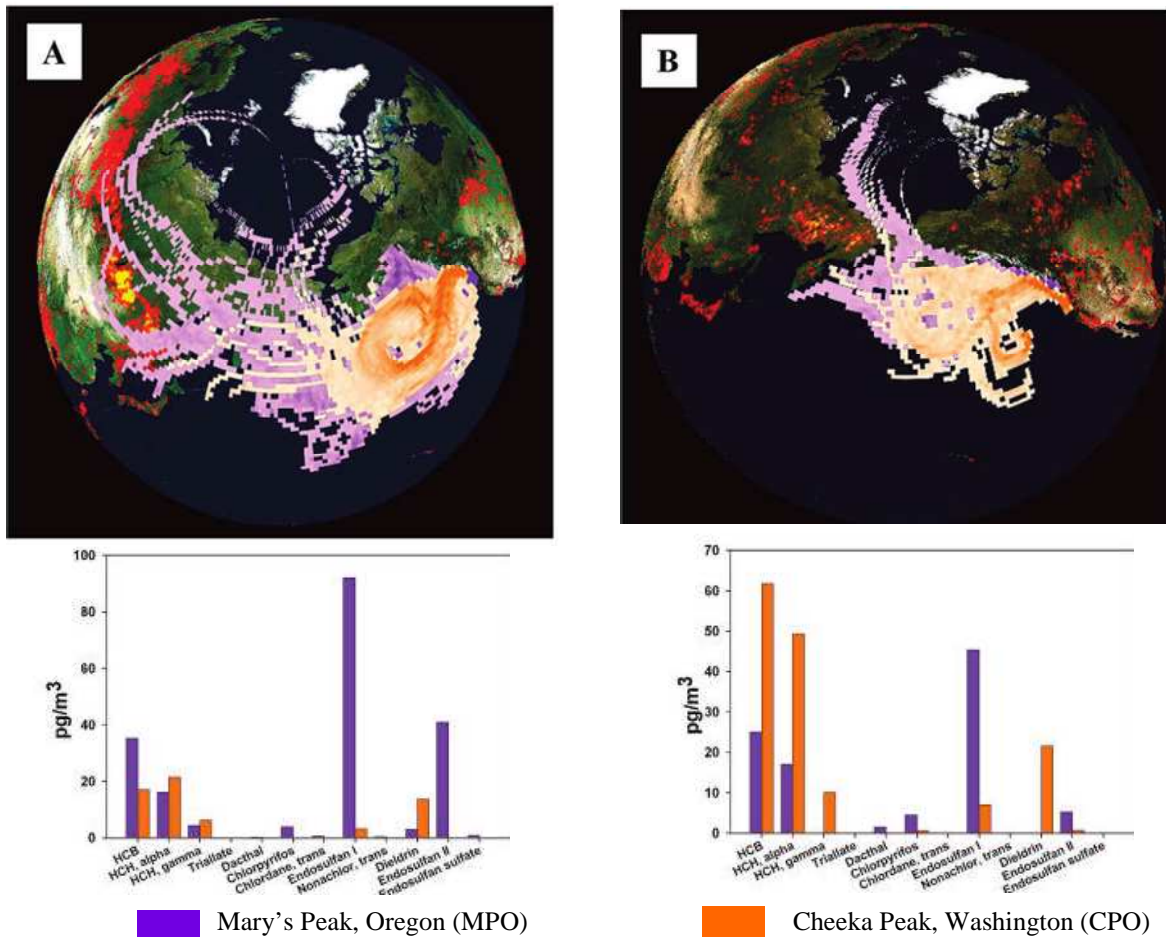 A
B
100
80
60
40
20
0
pg/m³
HCB
HCH, alpha
HCH, gamma
Triallate
Dacthal
Chlorpyrifos
Chlordane, trans
Endosulfan I
Nonachlor, trans
Dieldrin
Endosulfan II
Endosulfan sulfate
70
60
50
40
30
20
10
0
pg/m³
HCB
HCH, alpha
HCH, gamma
Triallate
Dacthal
Chlorpyrifos
Chlordane, trans
Endosulfan I
Nonachlor, trans
Dieldrin
Endosulfan II
Endosulfan sulfate
Mary's Peak, Oregon (MPO)
Cheeka Peak, Washington (CPO)